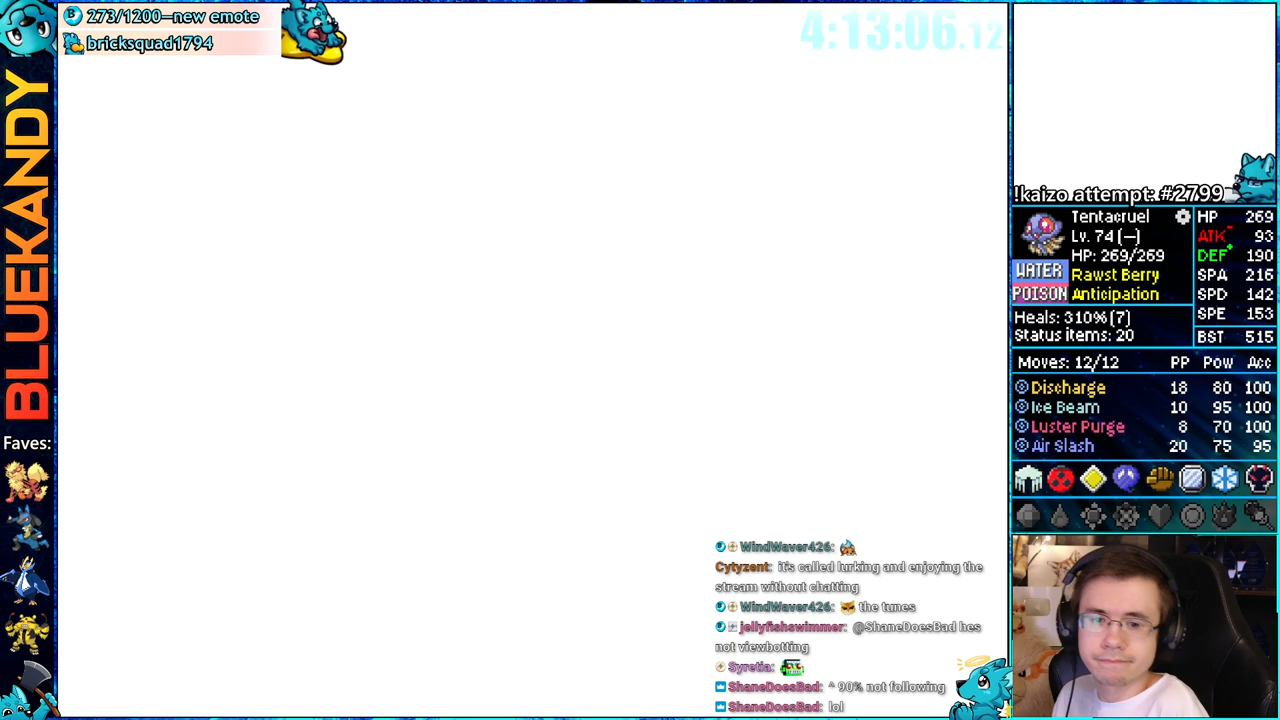 273/1200—new emote
bricksquad1794
4:13:06.12
BLUEKANDY
Faves:
!kaizo attempt: #2799
Tentacruel
Lv. 74 (—)
HP: 269/269
WATER
Rawst Berry
POISON
Anticipation
Heals: 310% (7)
Status items: 20
HP 269
ATK 93
DEF 190
SPA 216
SPD 142
SPE 153
BST 515
Moves: 12/12 PP Pow Acc
Discharge 18 80 100
Ice Beam 10 95 100
Luster Purge 8 70 100
Air Slash 20 75 95
WindWaver426:
Cytyzent: it's called lurking and enjoying the
stream without chatting
WindWaver426: the tunes
jellyfishswimmer: @ShaneDoesBad hes
not viewbotting
Syretia:
ShaneDoesBad: ^ 90% not following
ShaneDoesBad: lol